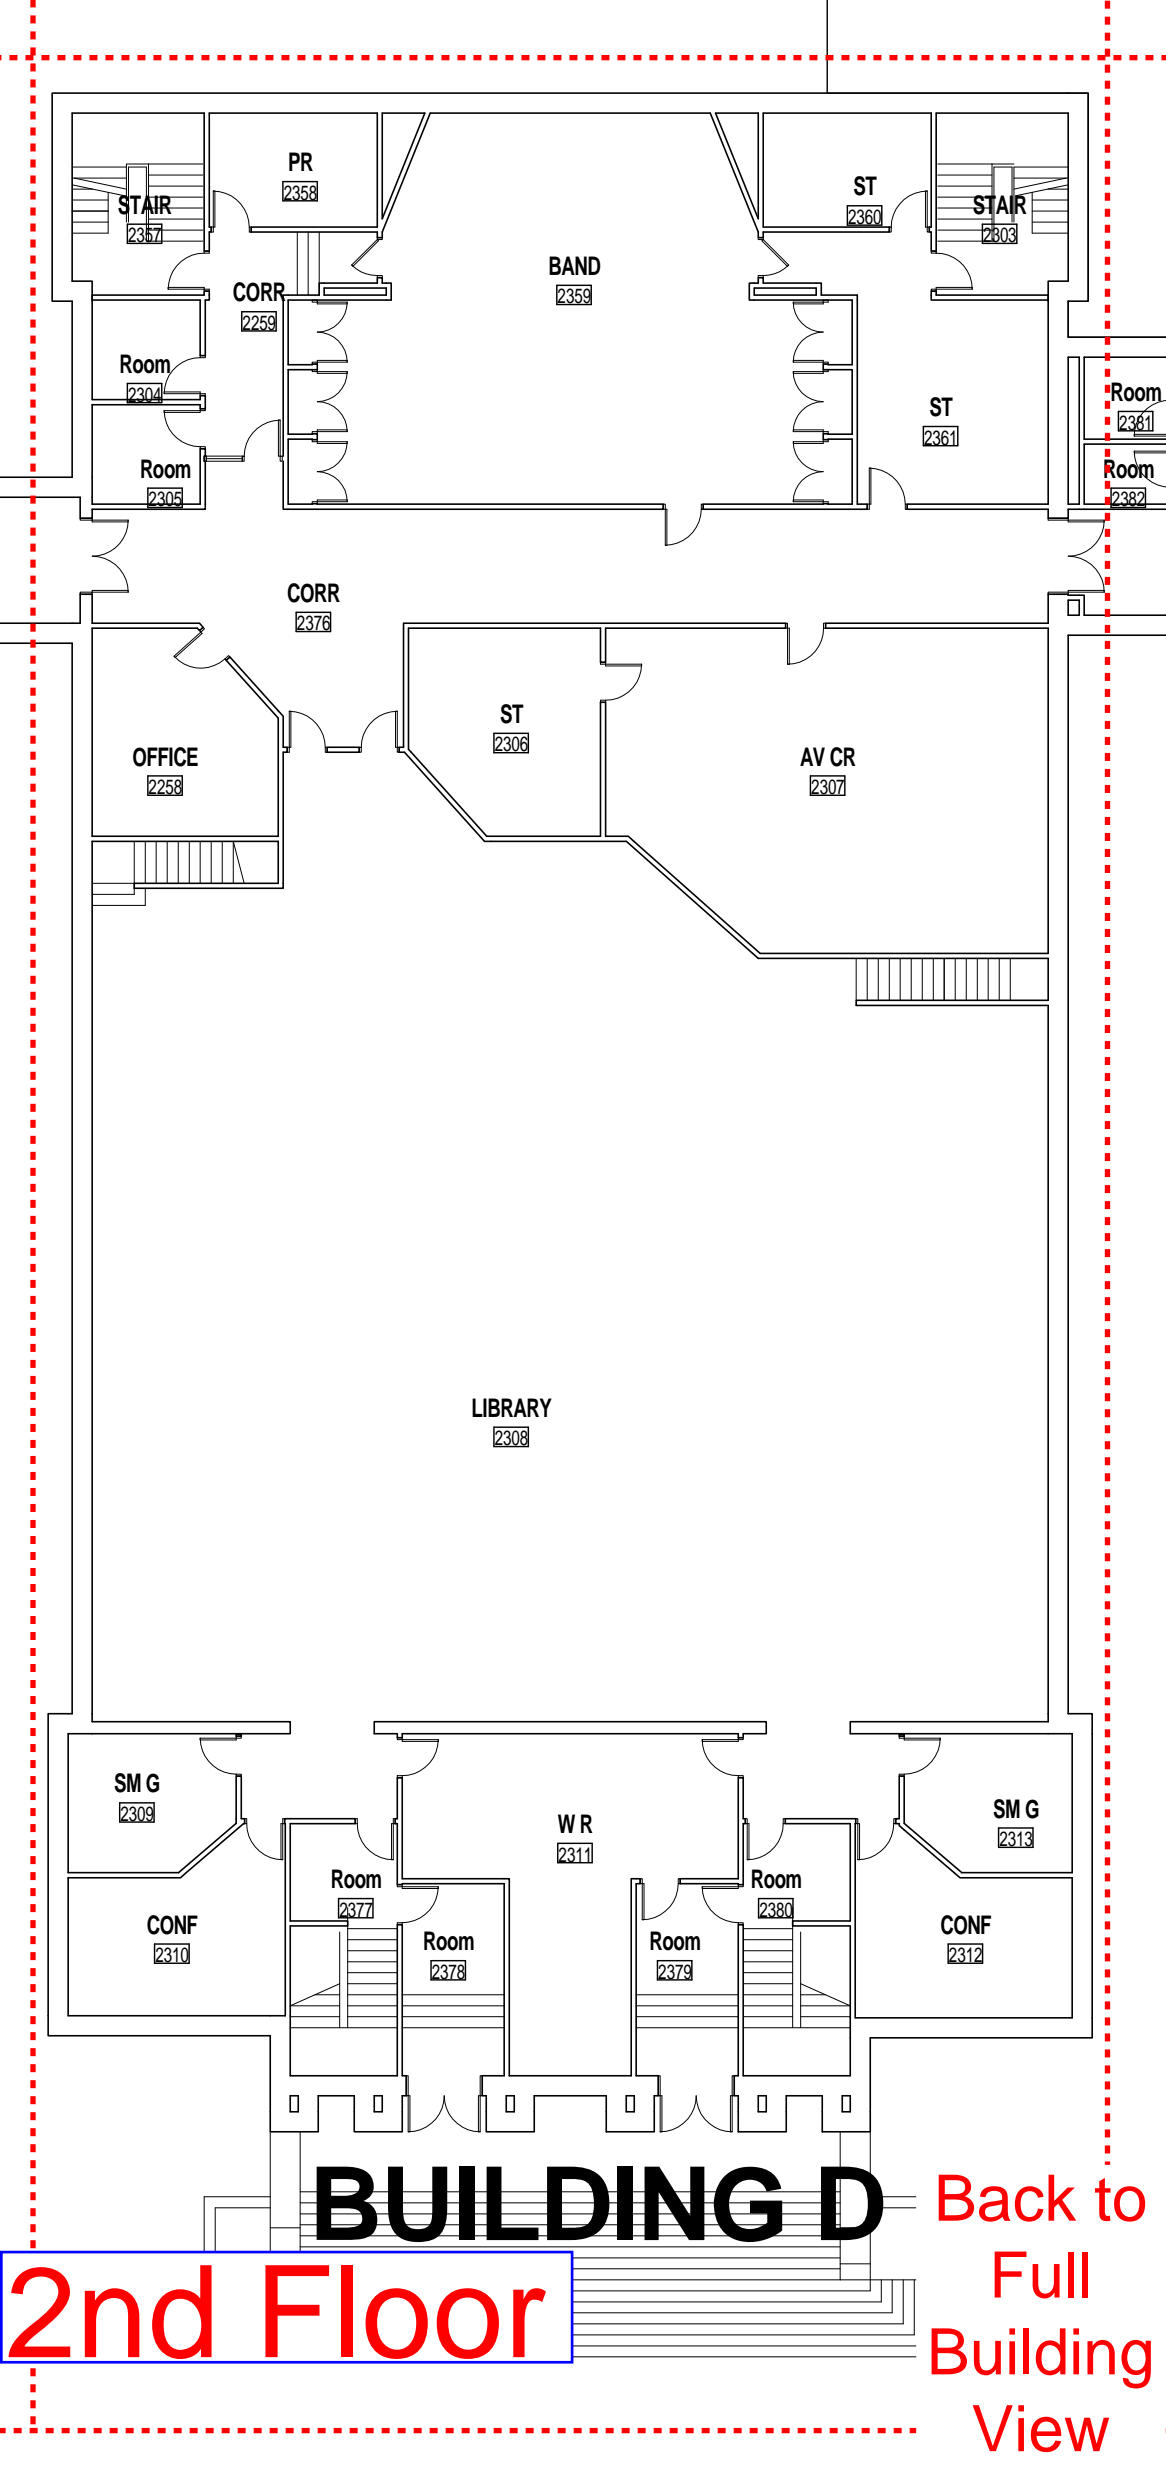 PR
2358
STAIR
2357
ST
2360
STAIR
2303
BAND
2359
CORR
2259
Room
2304
Room
2381
ST
2361
Room
2305
Room
2382
CORR
2376
ST
2306
OFFICE
2258
AV CR
2307
LIBRARY
2308
SM G
2309
W R
2311
SM G
2313
Room
2377
Room
2380
CONF
2310
Room
2378
Room
2379
CONF
2312
BUILDING D
2nd Floor
Back to
Full
Building
View